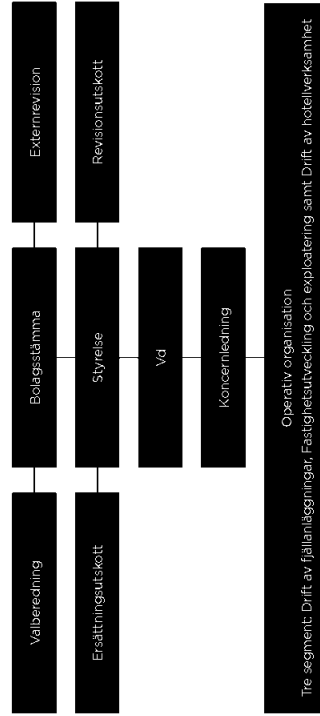 Valberedning
Bolagsstämma
Externrevision
Ersättningsutskott
Styrelse
Revisionsutskott
Vd
Koncernledning
Operativ organisation
Tre segment: Drift av fjällanläggningar, Fastighetsutveckling och exploatering samt Drift av hotellverksamhet